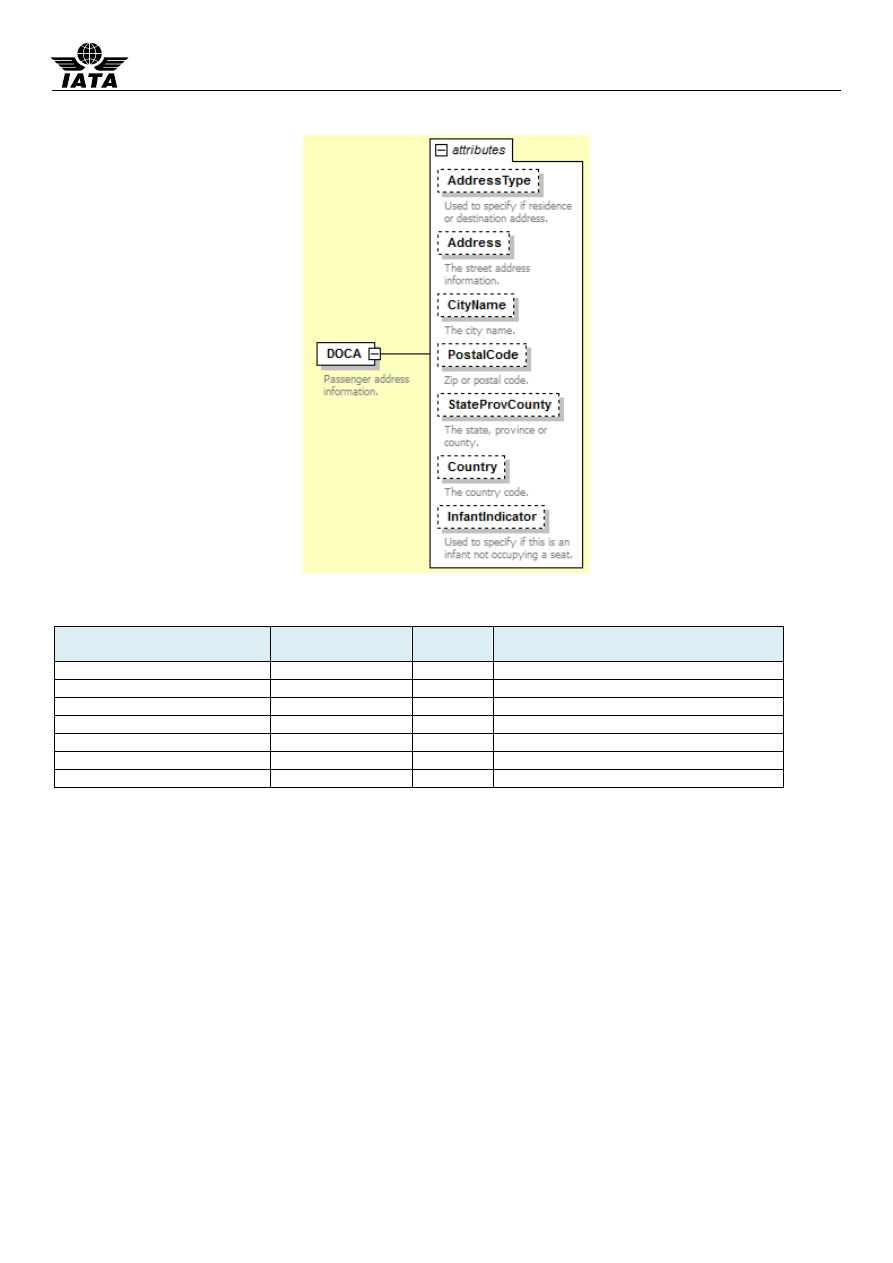 IATA
attributes
AddressType
Used to specify if residence
or destination address.
Address
The street address
information.
CityName
The city name.
DOCA
Passenger address
information.
PostalCode
Zip or postal code.
StateProvCounty
The state, province or
county.
Country
The country code.
InfantIndicator
Used to specify if this is an
infant not occupying a seat.